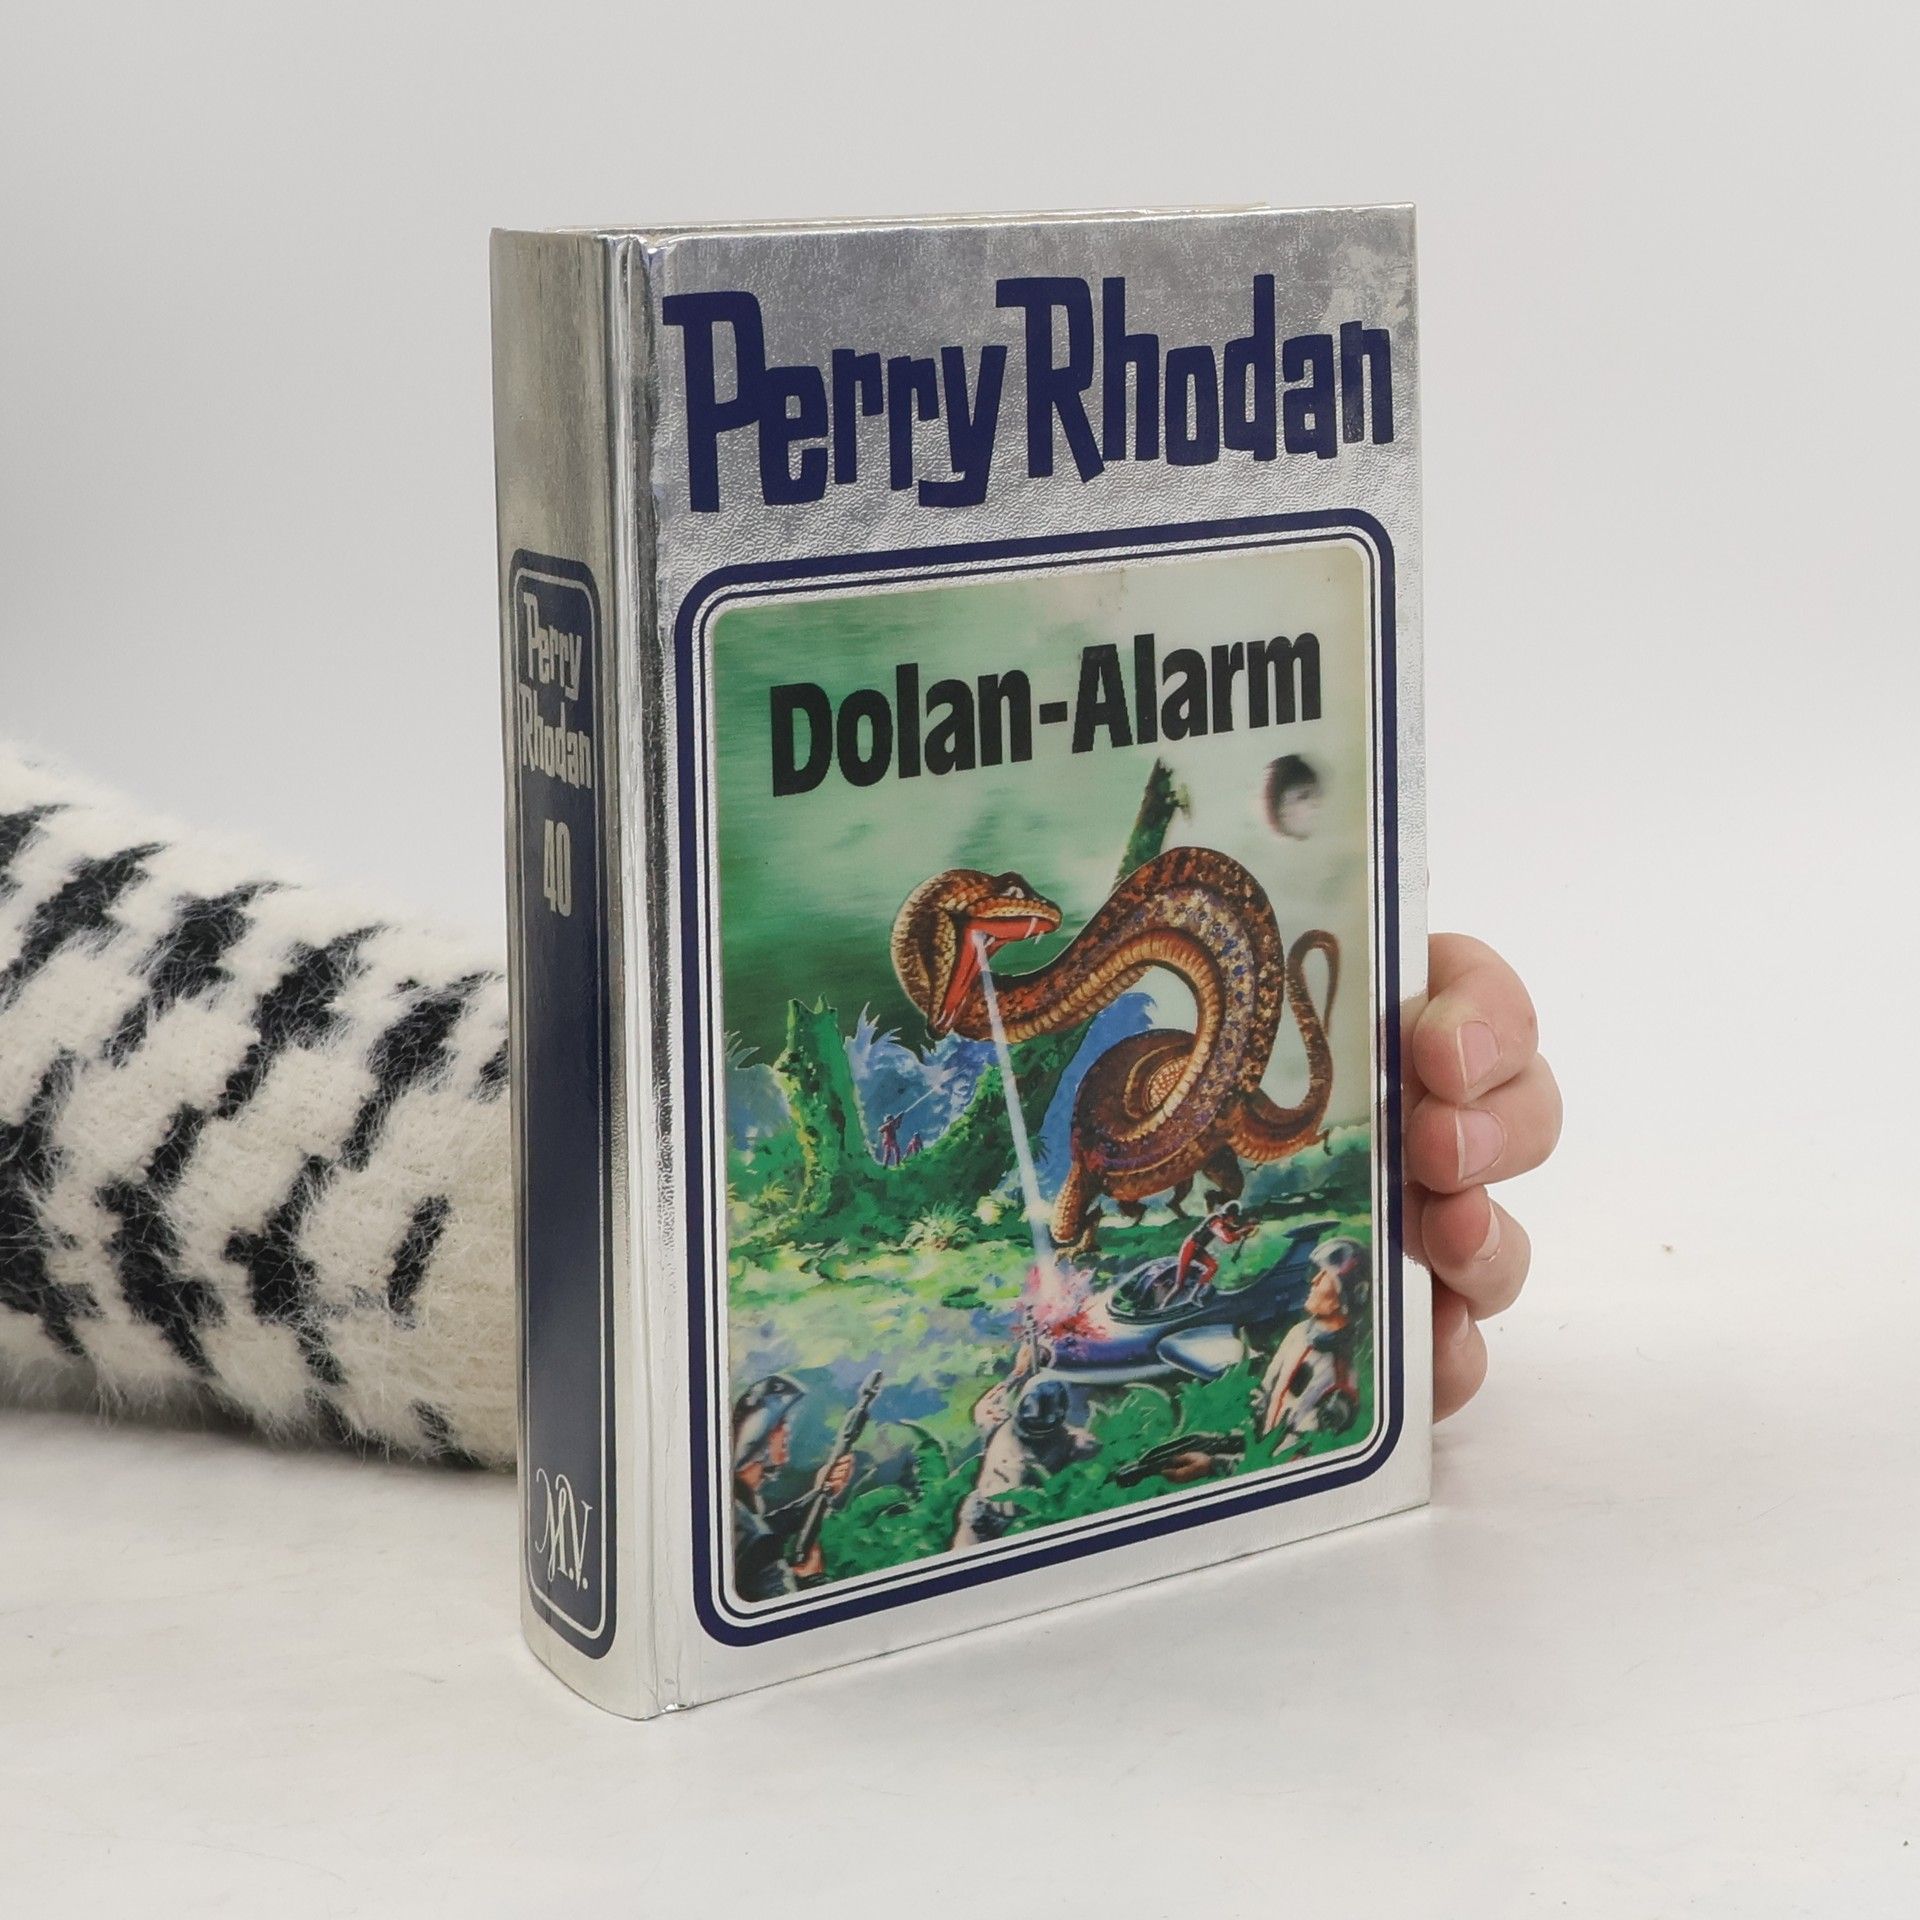 Perry Rhodan
Dolan-Alarm
Perry
Rhodan
40
M.V.